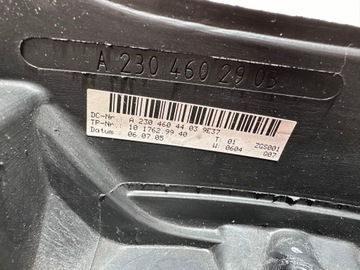 A 230 460 29 03
DC-Nr. A 230 460 44 03 9E37
TP-Nr. 10 1762 99 40 T. 01 ZGS001
Datum 06.07.05 W. 0604 G07